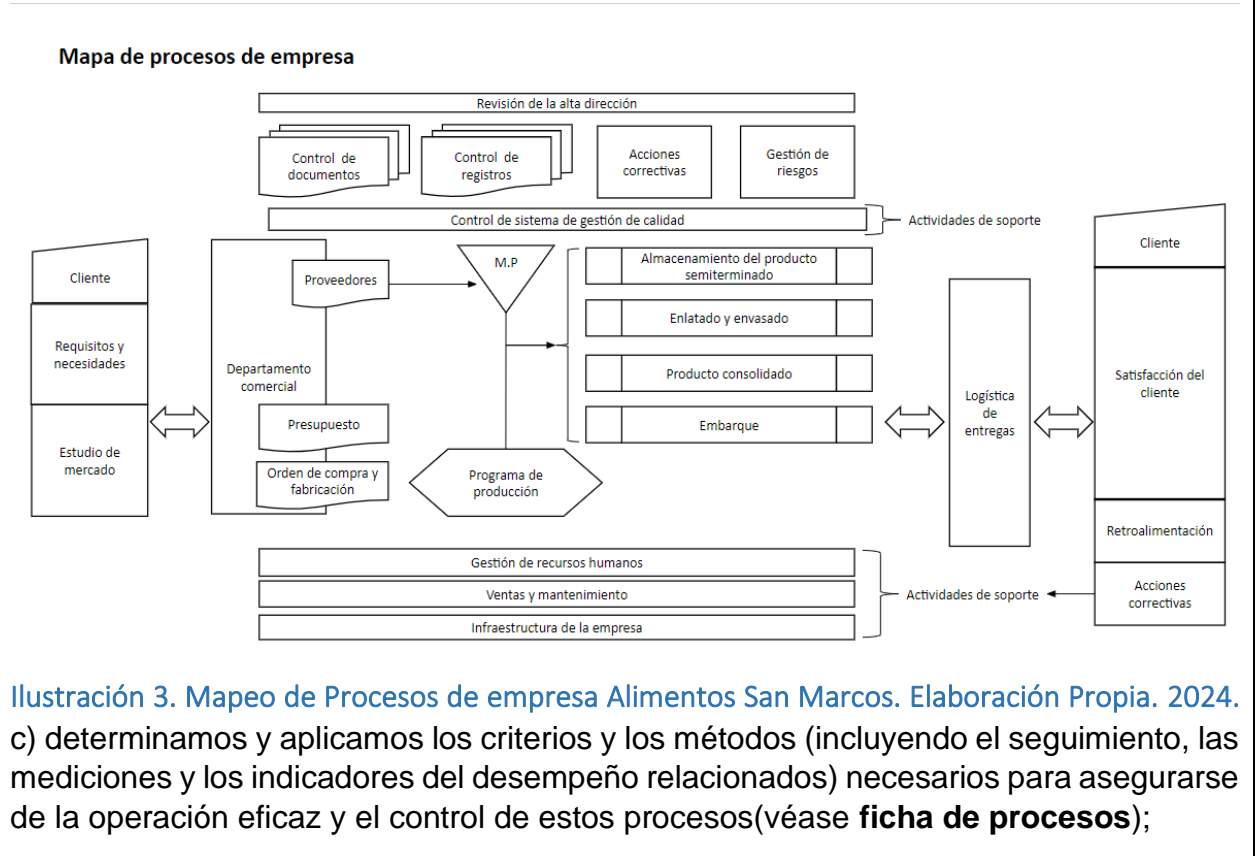 Mapa de procesos de empresa
Revisión de la alta dirección
Control de
documentos
Control de
registros
Acciones
correctivas
Gestión de
riesgos
Control de sistema de gestión de calidad
Actividades de soporte
Cliente
Requisitos y
necesidades
Estudio de
mercado
Departamento
comercial
Proveedores
Presupuesto
Orden de compra y
fabricación
M.P
Programa de
producción
Almacenamiento del producto
semiterminado
Enlatado y envasado
Producto consolidado
Embarque
Logística
de
entregas
Cliente
Satisfacción del
cliente
Retroalimentación
Acciones
correctivas
Gestión de recursos humanos
Ventas y mantenimiento
Infraestructura de la empresa
Actividades de soporte
Ilustración 3. Mapeo de Procesos de empresa Alimentos San Marcos. Elaboración Propia. 2024.
c) determinamos y aplicamos los criterios y los métodos (incluyendo el seguimiento, las
mediciones y los indicadores del desempeño relacionados) necesarios para asegurarse
de la operación eficaz y el control de estos procesos(véase ficha de procesos);